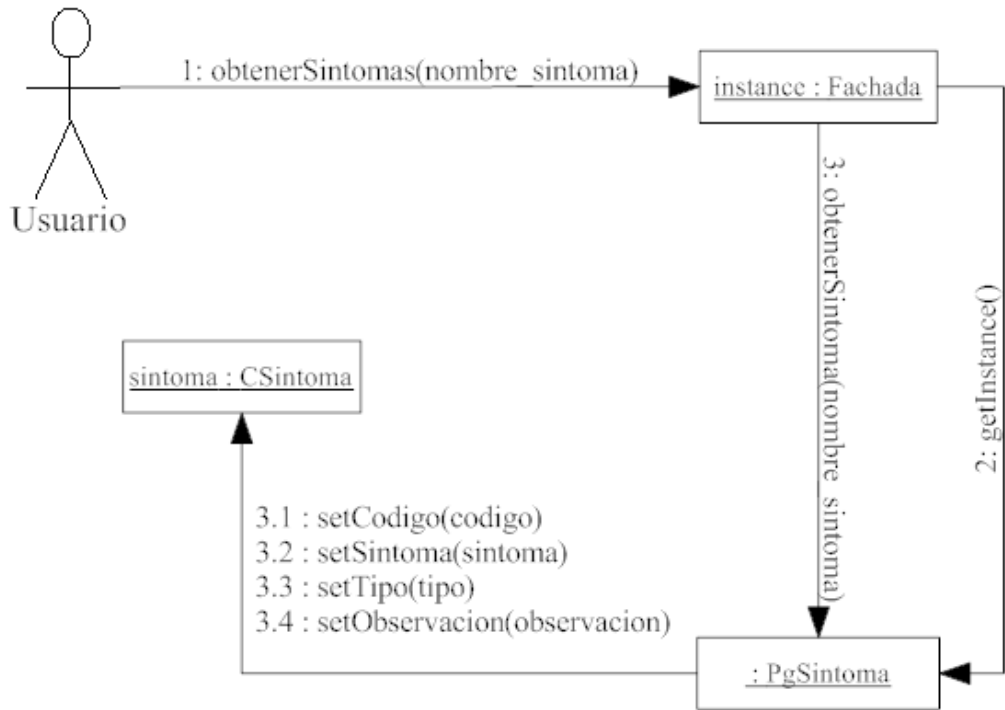 1: obtenerSintomas(nombre_sintoma)
instance : Fachada
Usuario
3: obtenerSintoma(nombre_sintoma)
2: getInstance()
sintoma : CSintoma
3.1 : setCodigo(codigo)
3.2 : setSintoma(sintoma)
3.3 : setTipo(tipo)
3.4 : setObservacion(observacion)
: PgSintoma